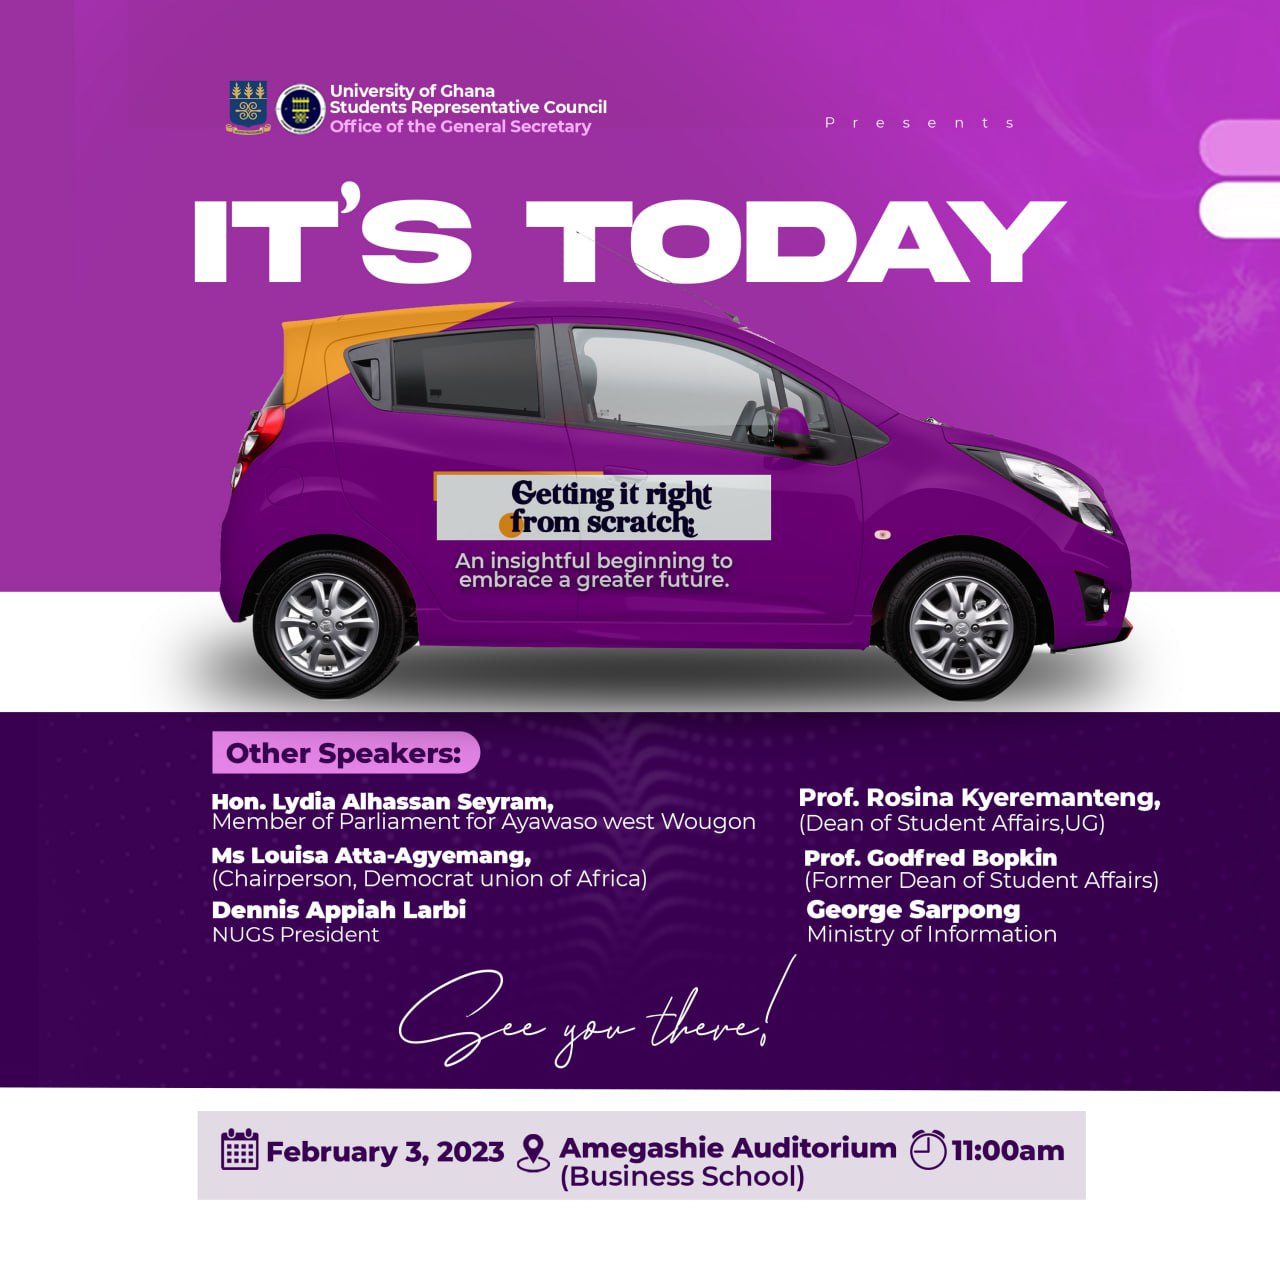 University of Ghana
Students Representative Council
Office of the General Secretary
Presents
IT'S TODAY
Getting it right
from scratch;
An insightful beginning to
embrace a greater future.
Other Speakers:
Hon. Lydia Alhassan Seyram,
Member of Parliament for Ayawaso west Wougon
Ms Louisa Atta-Agyemang,
(Chairperson, Democrat union of Africa)
Dennis Appiah Larbi
NUGS President
Prof. Rosina Kyeremanteng,
(Dean of Student Affairs,UG)
Prof. Godfred Bopkin
(Former Dean of Student Affairs)
George Sarpong
Ministry of Information
See you there!
February 3, 2023
Amegashie Auditorium
(Business School)
11:00am